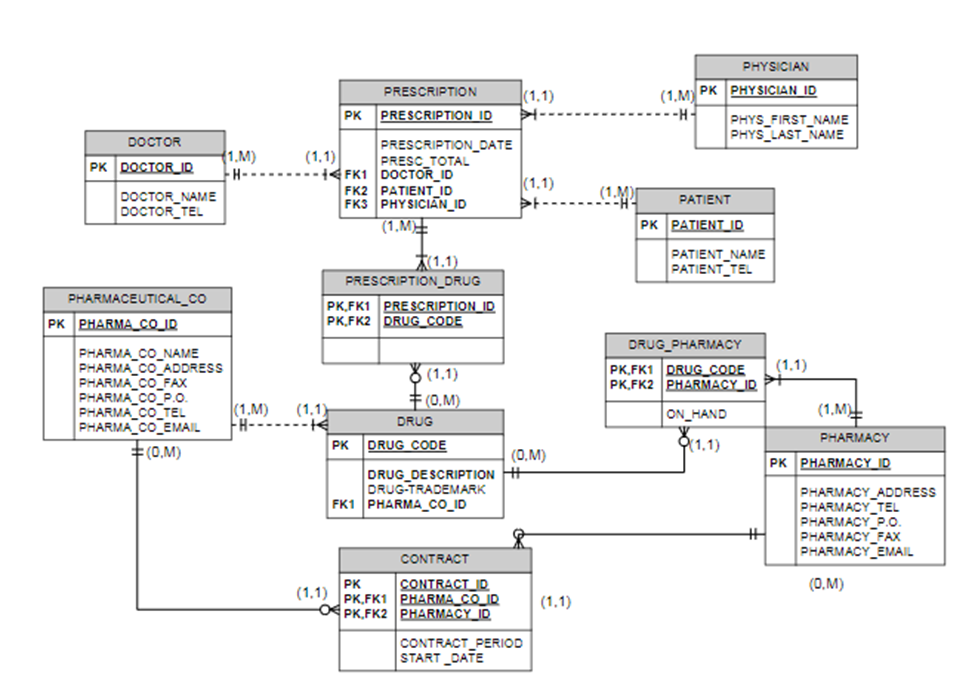 PHYSICIAN
PK PHYSICIAN_ID
PHYS_FIRST_NAME
PHYS_LAST_NAME
(1,1)
(1,M)
PRESCRIPTION
PK PRESCRIPTION_ID
PRESCRIPTION_DATE
PRESC_TOTAL
FK1 DOCTOR_ID
FK2 PATIENT_ID
FK3 PHYSICIAN_ID
DOCTOR
PK DOCTOR_ID
DOCTOR_NAME
DOCTOR_TEL
(1,M)
(1,1)
(1,1)
(1,M)
PATIENT
PK PATIENT_ID
PATIENT_NAME
PATIENT_TEL
(1,M)
(1,1)
PRESCRIPTION_DRUG
PK,FK1 PRESCRIPTION_ID
PK,FK2 DRUG_CODE
PHARMACEUTICAL_CO
PK PHARMA_CO_ID
PHARMA_CO_NAME
PHARMA_CO_ADDRESS
PHARMA_CO_FAX
PHARMA_CO_P.O.
PHARMA_CO_TEL
PHARMA_CO_EMAIL
DRUG_PHARMACY
PK,FK1 DRUG_CODE
PK,FK2 PHARMACY_ID
ON_HAND
(1,1)
(1,M)
(1,1)
(0,M)
(1,M)
(1,1)
DRUG
PK DRUG_CODE
DRUG_DESCRIPTION
DRUG-TRADEMARK
FK1 PHARMA_CO_ID
(0,M)
(1,1)
PHARMACY
PK PHARMACY_ID
PHARMACY_ADDRESS
PHARMACY_TEL
PHARMACY_P.O.
PHARMACY_FAX
PHARMACY_EMAIL
(0,M)
(0,M)
(1,1)
(1,1)
CONTRACT
PK CONTRACT_ID
PK,FK1 PHARMA_CO_ID
PK,FK2 PHARMACY_ID
CONTRACT_PERIOD
START _DATE